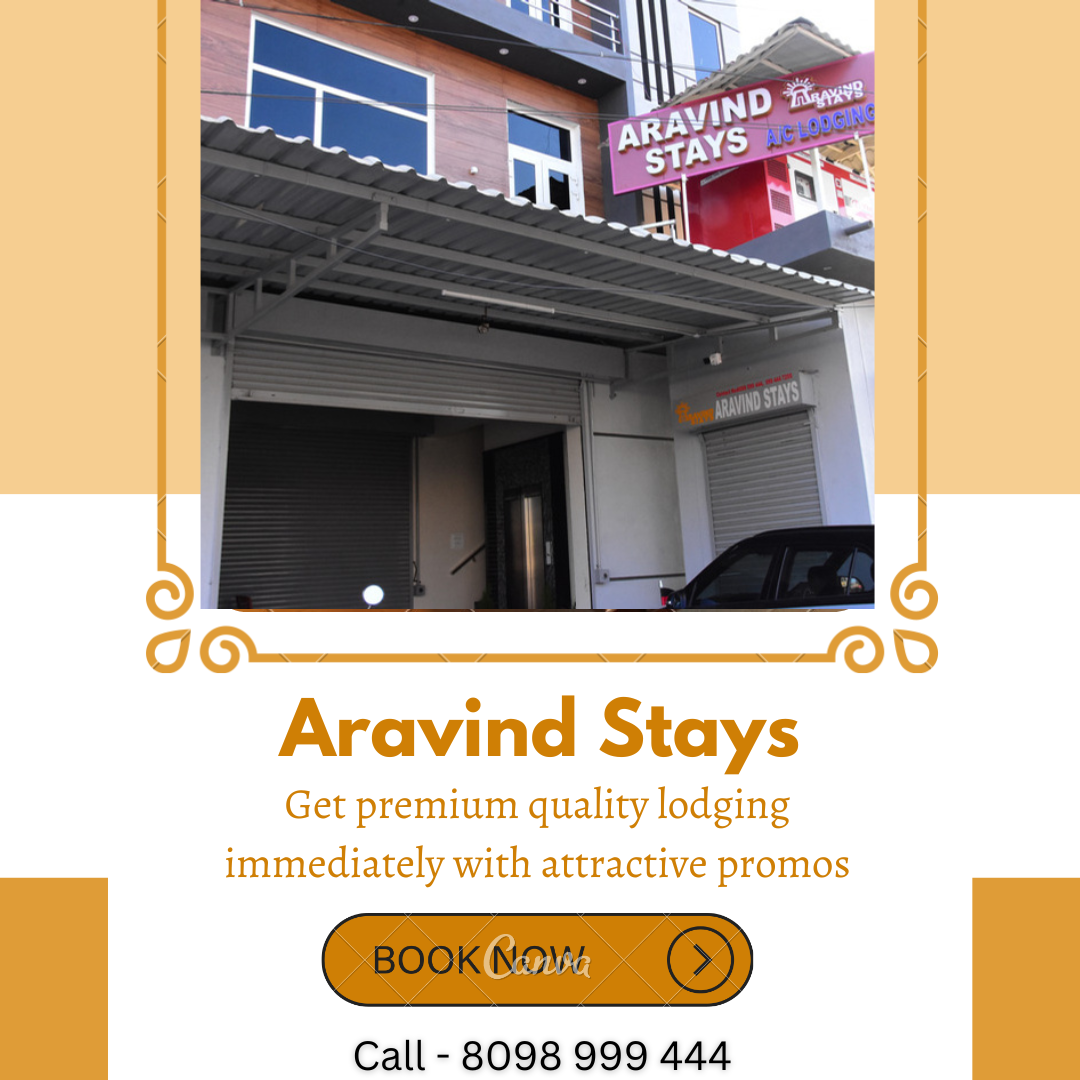 ARAVIND
STAYS
ARAVIND
STAYS
A/C LODGING
ARAVIND STAYS
Aravind Stays
Get premium quality lodging
immediately with attractive promos
BOOK NOW
Canva
Call - 8098 999 444